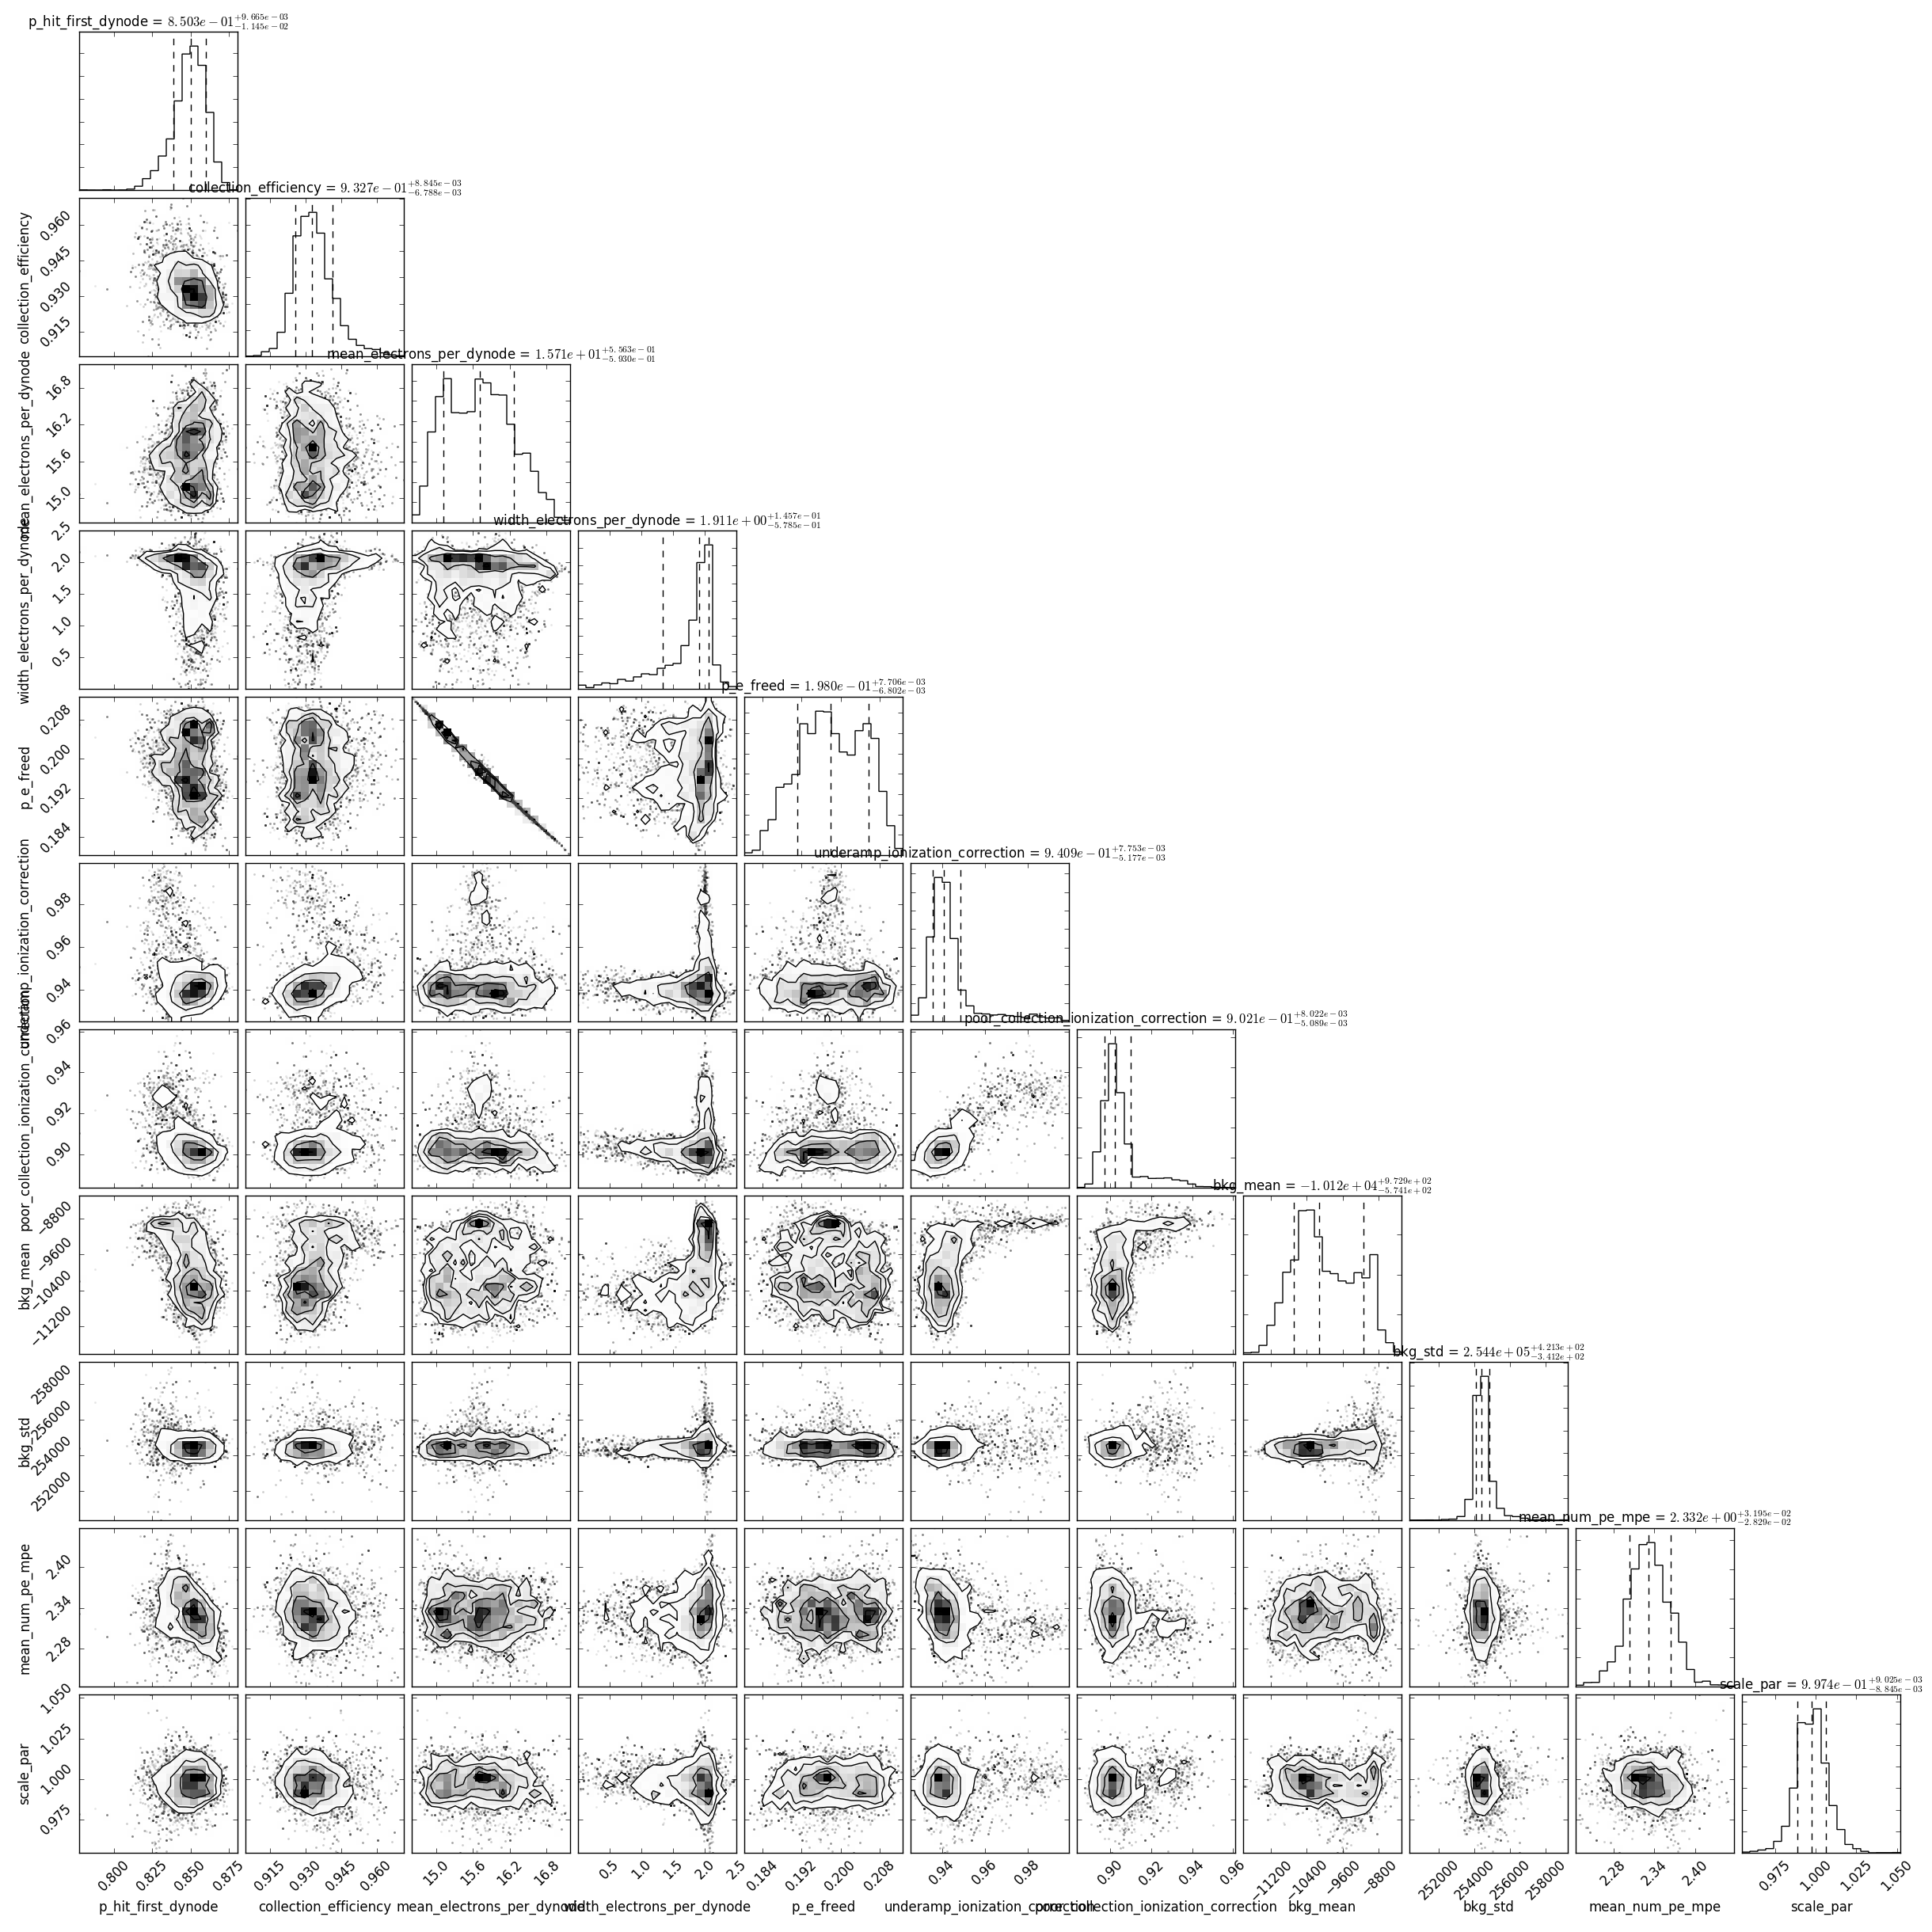 p_hit_first_dynode = 8.503e−01 +9.665e−03 −1.145e−02
collection_efficiency = 9.327e−01 +8.845e−03 −6.788e−03
mean_electrons_per_dynode = 1.571e+01 +5.563e−01 −5.930e−01
width_electrons_per_dynode = 1.911e+00 +1.457e−01 −5.785e−01
p_e_freed = 1.980e−01 +7.706e−03 −6.802e−03
underamp_ionization_correction = 9.409e−01 +7.753e−03 −5.177e−03
poor_collection_ionization_correction = 9.021e−01 +8.022e−03 −5.089e−03
bkg_mean = −1.012e+04 +9.729e+02 −5.741e+02
bkg_std = 2.544e+05 +4.213e+02 −3.412e+02
mean_num_pe_mpe = 2.332e+00 +3.195e−02 −2.829e−02
scale_par = 9.974e−01 +9.025e−03 −8.845e−03
collection_efficiency
0.960
0.945
0.930
0.915
mean_electrons_per_dynode
16.8
16.2
15.6
15.0
width_electrons_per_dynode
2.5
2.0
1.5
1.0
0.5
p_e_freed
0.208
0.200
0.192
0.184
underamp_ionization_correction
0.98
0.96
0.94
poor_collection_ionization_correction
0.96
0.94
0.92
0.90
bkg_mean
−8800
−9600
−10400
−11200
bkg_std
258000
256000
254000
252000
mean_num_pe_mpe
2.40
2.34
2.28
scale_par
1.050
1.025
1.000
0.975
0.800 0.825 0.850 0.875
0.915 0.930 0.945 0.960
15.0 15.6 16.2 16.8
0.5 1.0 1.5 2.0 2.5
0.184 0.192 0.200 0.208
0.94 0.96 0.98
0.90 0.92 0.94 0.96
−11200 −10400 −9600 −8800
252000 254000 256000 258000
2.28 2.34 2.40
0.975 1.000 1.025 1.050
p_hit_first_dynode
collection_efficiency
mean_electrons_per_dynode
width_electrons_per_dynode
p_e_freed
underamp_ionization_correction
poor_collection_ionization_correction
bkg_mean
bkg_std
mean_num_pe_mpe
scale_par